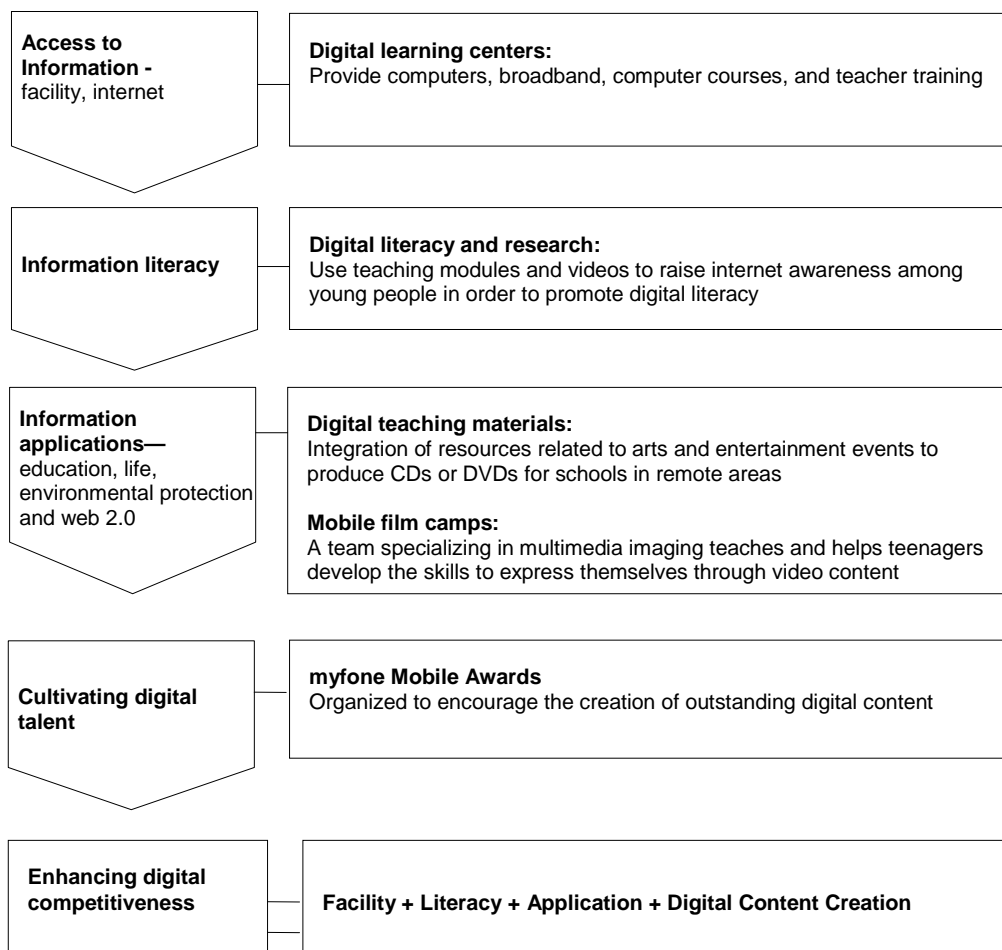 Access to
Information -
facility, internet
Digital learning centers:
Provide computers, broadband, computer courses, and teacher training
Information literacy
Digital literacy and research:
Use teaching modules and videos to raise internet awareness among
young people in order to promote digital literacy
Information
applications—
education, life,
environmental protection
and web 2.0
Digital teaching materials:
Integration of resources related to arts and entertainment events to
produce CDs or DVDs for schools in remote areas
Mobile film camps:
A team specializing in multimedia imaging teaches and helps teenagers
develop the skills to express themselves through video content
Cultivating digital
talent
myfone Mobile Awards
Organized to encourage the creation of outstanding digital content
Enhancing digital
competitiveness
Facility + Literacy + Application + Digital Content Creation